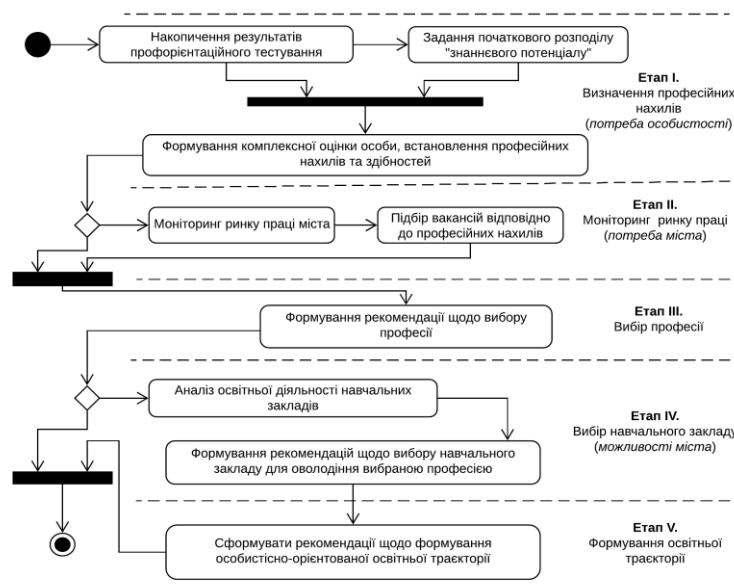 Накопичення результатів
профорієнтаційного тестування
Задання початкового розподілу
"знаннєвого потенціалу"
Етап I.
Визначення професійних
нахилів
(потреба особистості)
Формування комплексної оцінки особи, встановлення професійних
нахилів та здібностей
Етап II.
Моніторинг ринку праці
(потреба міста)
Моніторинг ринку праці міста
Підбір вакансій відповідно
до професійних нахилів
Етап III.
Вибір професії
Формування рекомендації щодо вибору
професії
Аналіз освітньої діяльності навчальних
закладів
Етап IV.
Вибір навчального закладу
(можливості міста)
Формування рекомендацій щодо вибору навчального
закладу для оволодіння вибраною професією
Етап V.
Формування освітньої
траєкторії
Сформувати рекомендації щодо формування
особистісно-орієнтованої освітньої траєкторії